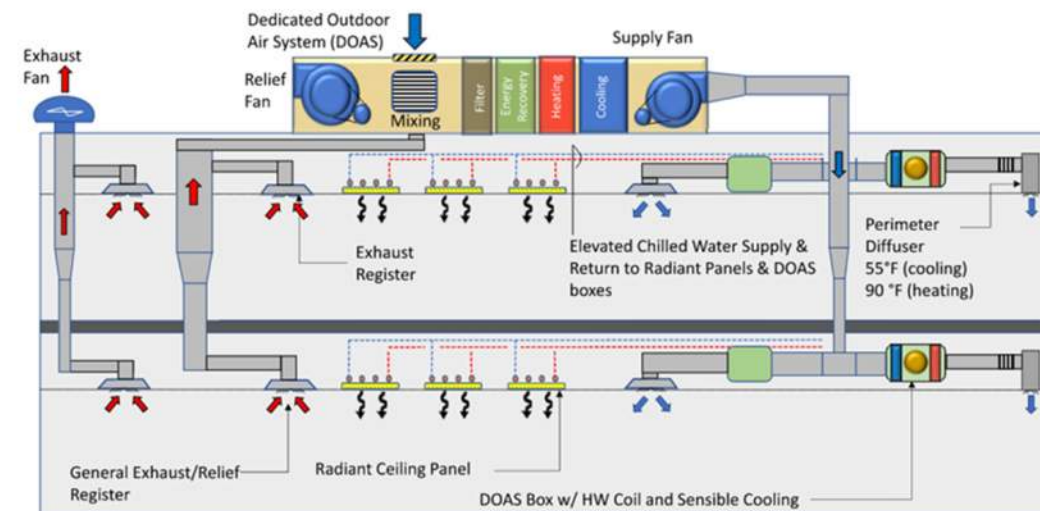 Dedicated Outdoor
Air System (DOAS)
Supply Fan
Exhaust
Fan
Relief
Fan
Mixing
Filter
Energy
Recovery
Heating
Cooling
Exhaust
Register
Elevated Chilled Water Supply &
Return to Radiant Panels & DOAS
boxes
Perimeter
Diffuser
55°F (cooling)
90 °F (heating)
General Exhaust/Relief
Register
Radiant Ceiling Panel
DOAS Box w/ HW Coil and Sensible Cooling